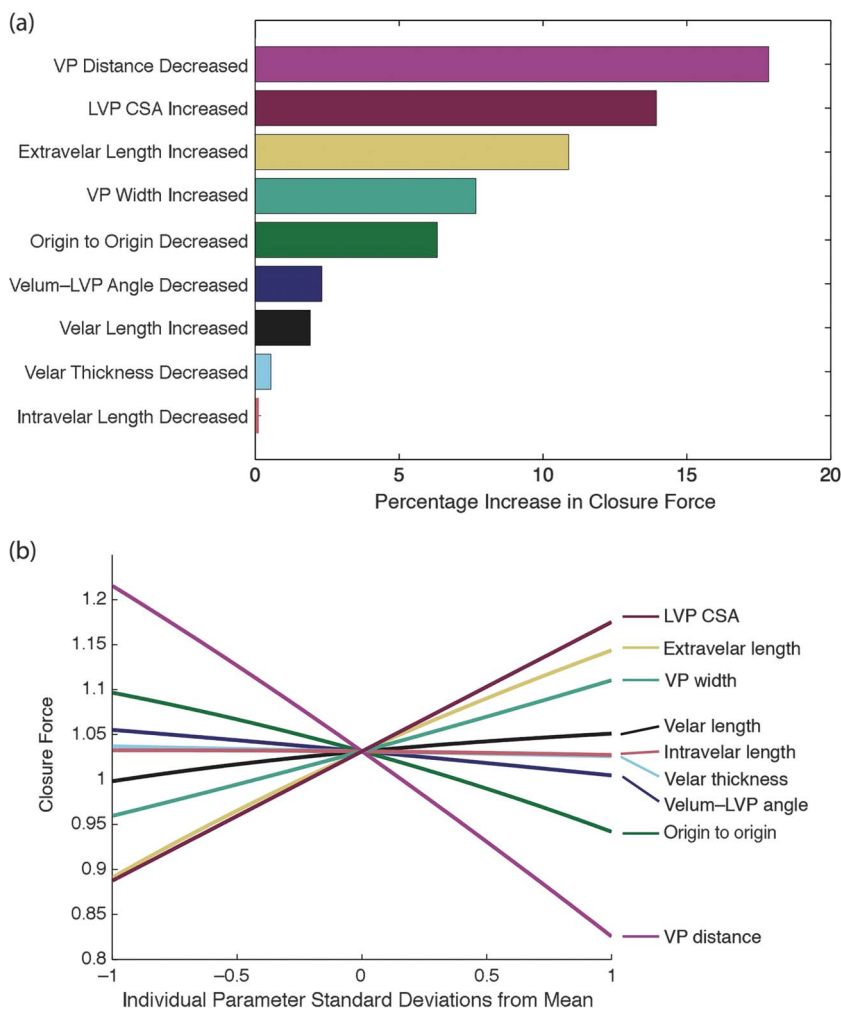 (a)
VP Distance Decreased
LVP CSA Increased
Extravelar Length Increased
VP Width Increased
Origin to Origin Decreased
Velum–LVP Angle Decreased
Velar Length Increased
Velar Thickness Decreased
Intravelar Length Decreased
0 5 10 15 20
Percentage Increase in Closure Force
(b)
1.2
1.15
1.1
1.05
1
0.95
0.9
0.85
0.8
Closure Force
LVP CSA
Extravelar length
VP width
Velar length
Intravelar length
Velar thickness
Velum–LVP angle
Origin to origin
VP distance
−1 −0.5 0 0.5 1
Individual Parameter Standard Deviations from Mean